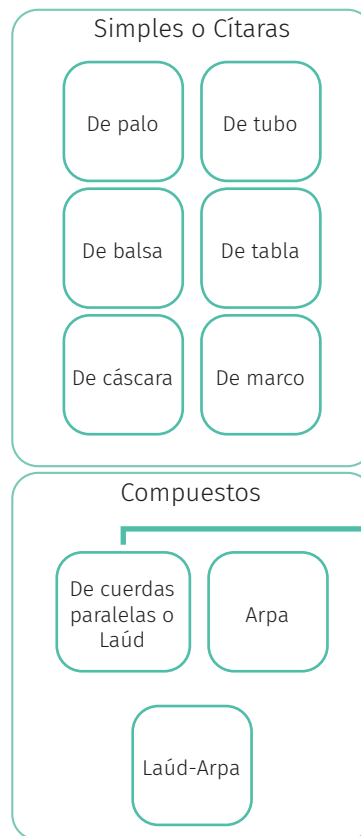 Simples o Cítaras
De palo
De tubo
De balsa
De tabla
De cáscara
De marco
Compuestos
De cuerdas
paralelas o
Laúd
Arpa
Laúd-Arpa